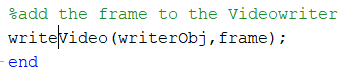 %add the frame to the Videowriter
writeVideo(writerObj,frame);
end